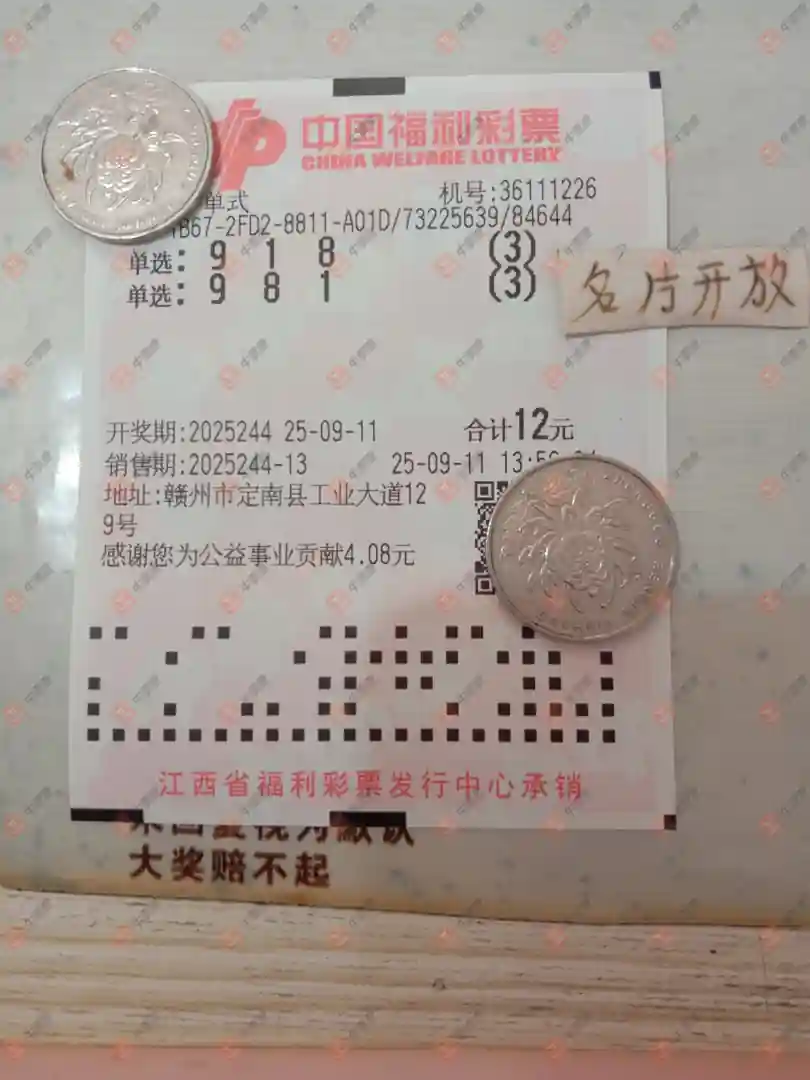 中国福利彩票
CHINA WELFARE LOTTERY
单式 机号:36111226
B67-2FD2-8811-A01D/73225639/84644
单选: 9 1 8 (3)
单选: 9 8 1 (3)
名片开放
开奖期:2025244 25-09-11 合计12元
销售期:2025244-13 25-09-11 13:5
地址:赣州市定南县工业大道12
9号
感谢您为公益事业贡献4.08元
江西省福利彩票发行中心承销
大奖赔不起